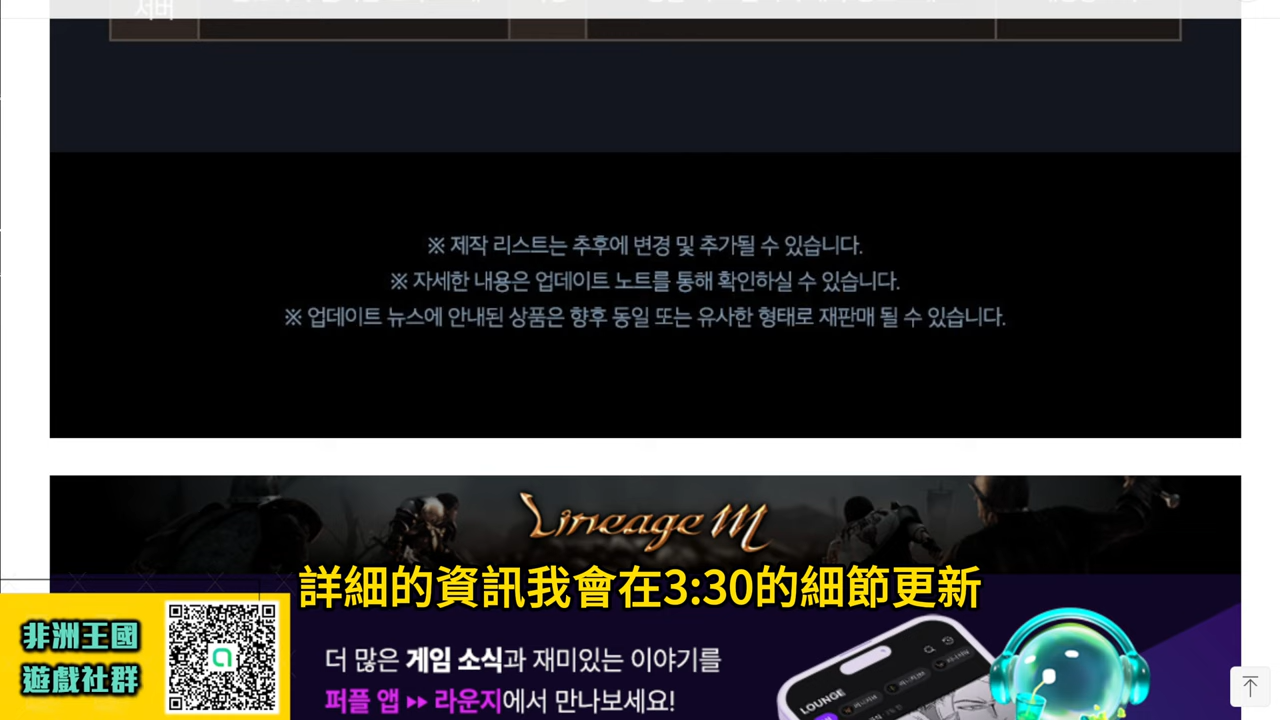 서버
※ 제작 리스트는 추후에 변경 및 추가될 수 있습니다.
※ 자세한 내용은 업데이트 노트를 통해 확인하실 수 있습니다.
※ 업데이트 뉴스에 안내된 상품은 향후 동일 또는 유사한 형태로 재판매 될 수 있습니다.
Lineage M
詳細的資訊我會在3:30的細節更新
非洲王國
遊戲社群
더 많은 게임 소식과 재미있는 이야기를
퍼플 앱 ▸▸ 라운지에서 만나보세요!
LOUNGE